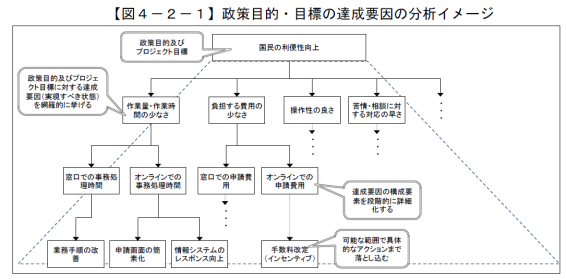 【図４－２－１】政策目的・目標の達成要因の分析イメージ
政策目的及び
プロジェクト目標
国民の利便性向上
政策目的及びプロジェ
クト目標に対する達成
要因(実現すべき状態)
を網羅的に挙げる
作業量・作業時
間の少なさ
負担する費用の
少なさ
操作性の良さ
苦情・相談に対
する対応の早さ
窓口での事務処
理時間
オンラインでの
事務処理時間
窓口での申請費
用
オンラインでの
申請費用
達成要因の構成要
素を段階的に詳細
化する
業務手順の改
善
申請画面の簡
素化
情報システムの
レスポンス向上
手数料改定
(インセンティブ)
可能な範囲で具体
的なアクションまで
落とし込む